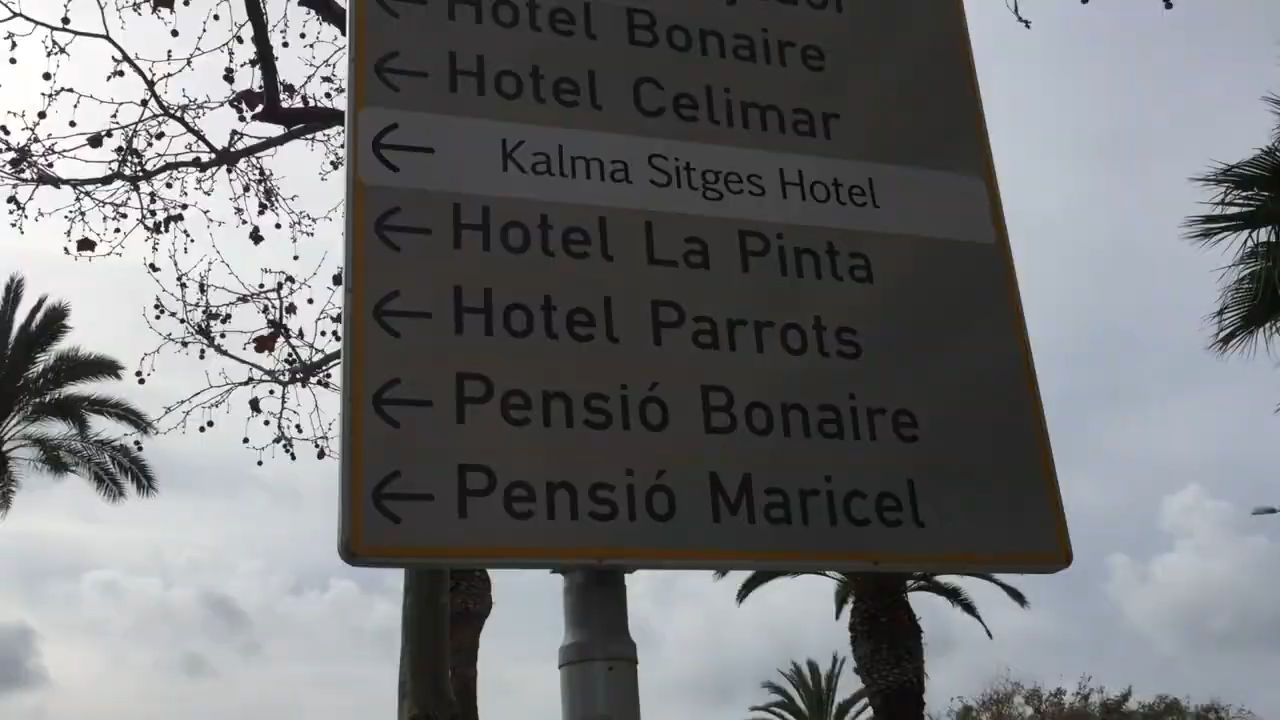 ← Hotel Bonaire
← Hotel Celimar
← Kalma Sitges Hotel
← Hotel La Pinta
← Hotel Parrots
← Pensió Bonaire
← Pensió Maricel